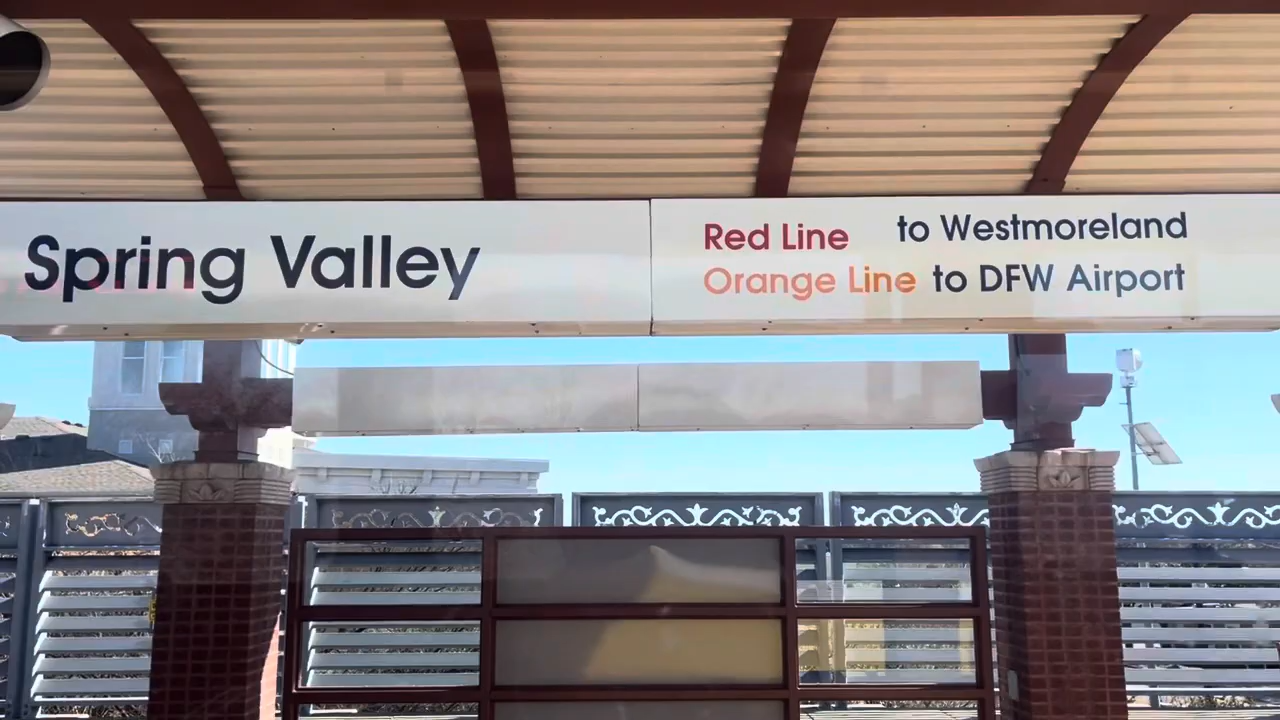 Spring Valley
Red Line to Westmoreland
Orange Line to DFW Airport